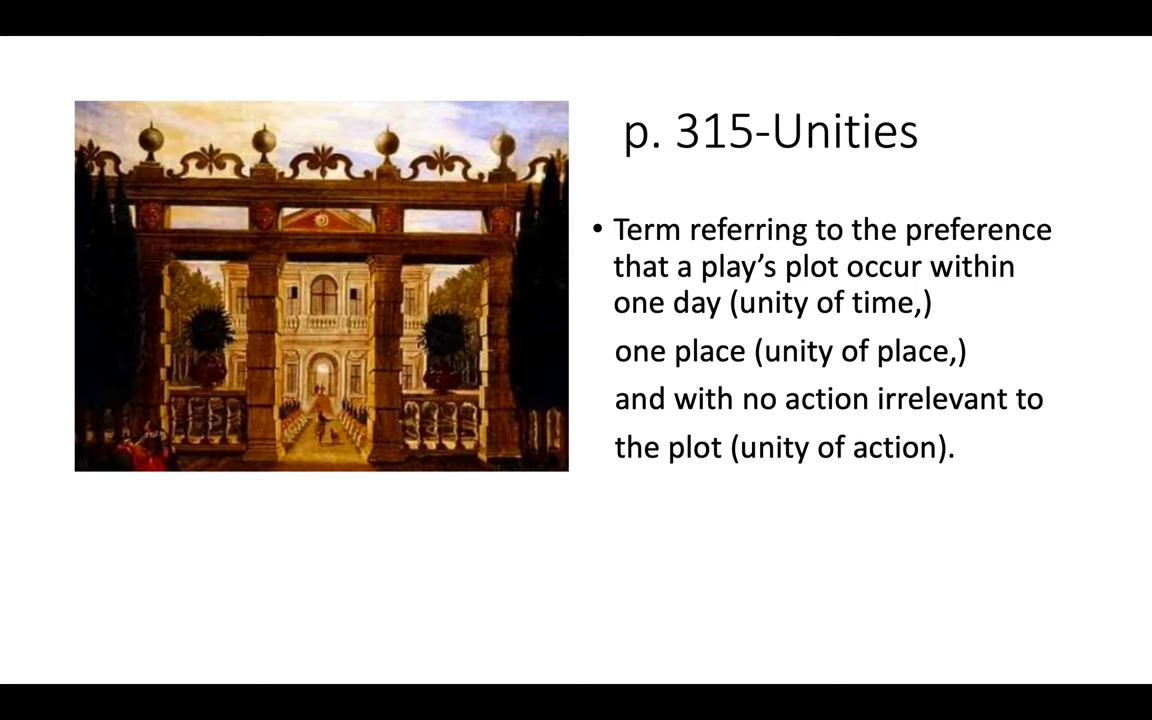 p. 315-Unities
• Term referring to the preference
that a play’s plot occur within
one day (unity of time,)
one place (unity of place,)
and with no action irrelevant to
the plot (unity of action).